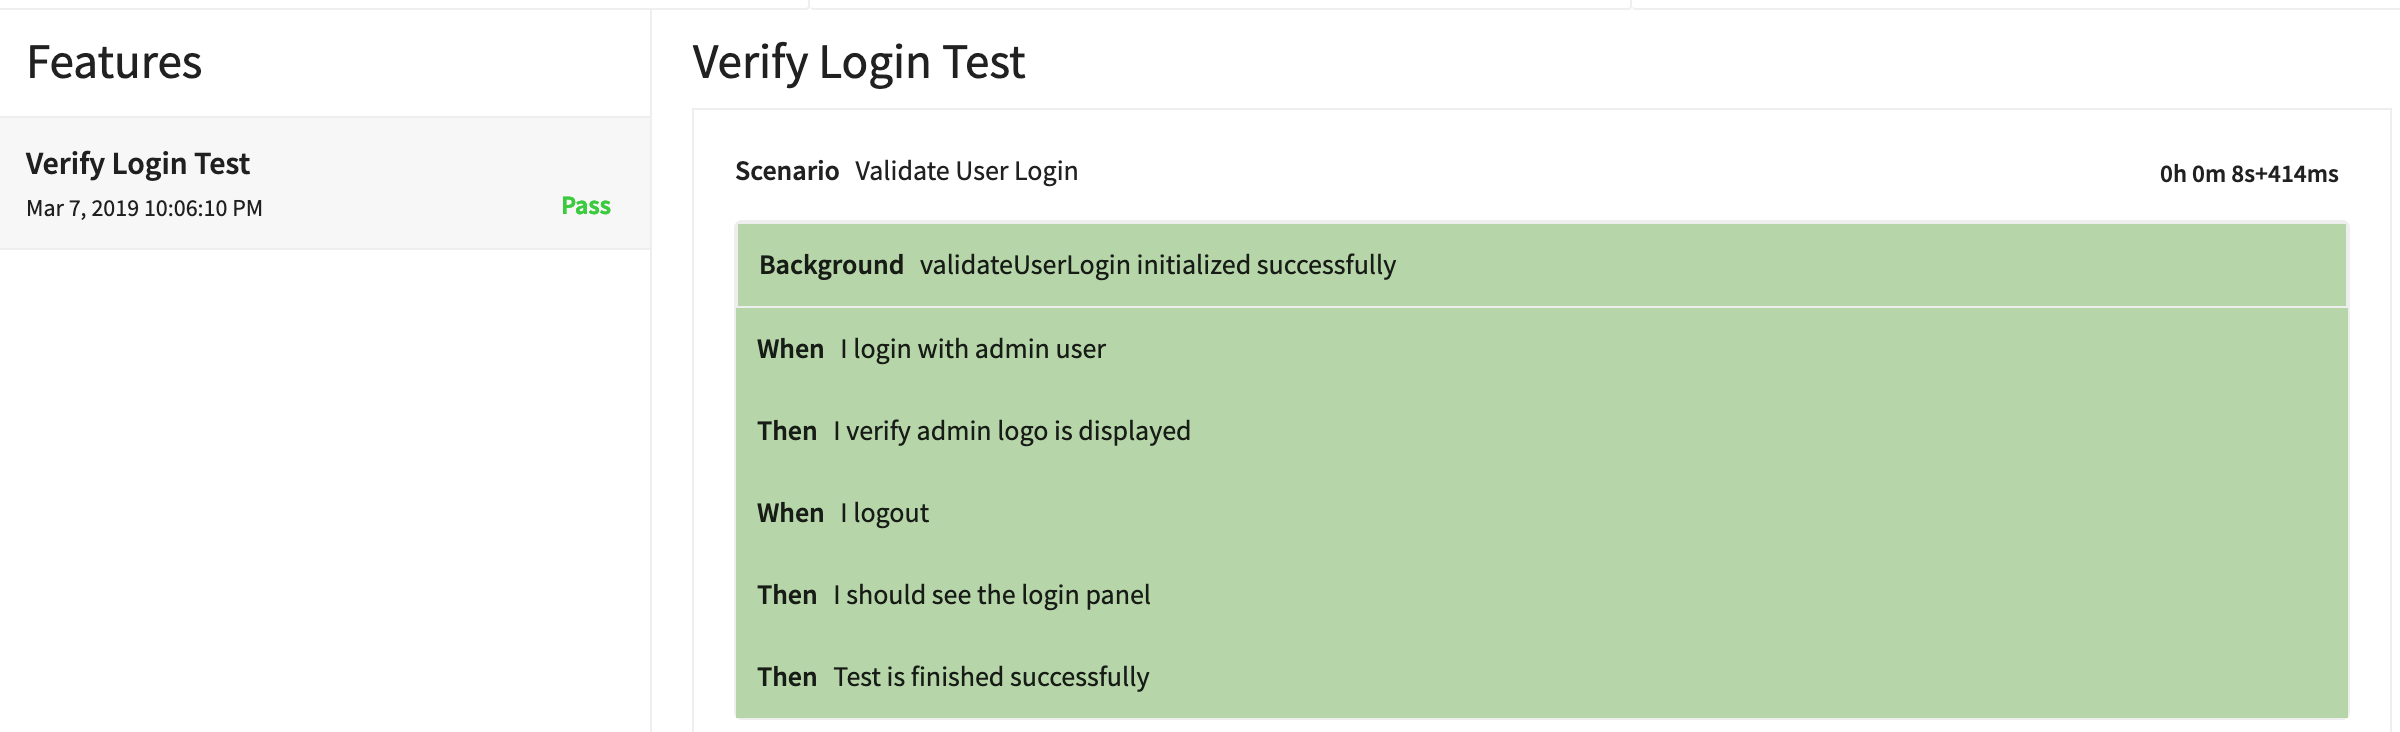 Features
Verify Login Test
Mar 7, 2019 10:06:10 PM
Pass
Verify Login Test
Scenario Validate User Login
0h 0m 8s+414ms
Background validateUserLogin initialized successfully
When I login with admin user
Then I verify admin logo is displayed
When I logout
Then I should see the login panel
Then Test is finished successfully